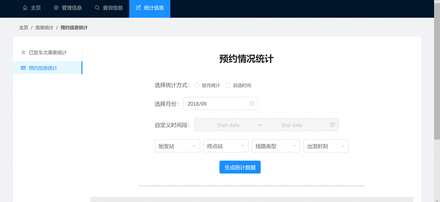 主页 管理信息 查询信息 统计信息
主页 / 信息统计 / 预约信息统计
已发车次乘客统计
预约信息统计
预约情况统计
选择统计方式: 按月统计 自选时间
选择月份: 2018/09
自定义时间段: Start date ~ End date
始发站 终点站 线路类型 出发时刻
生成统计数据